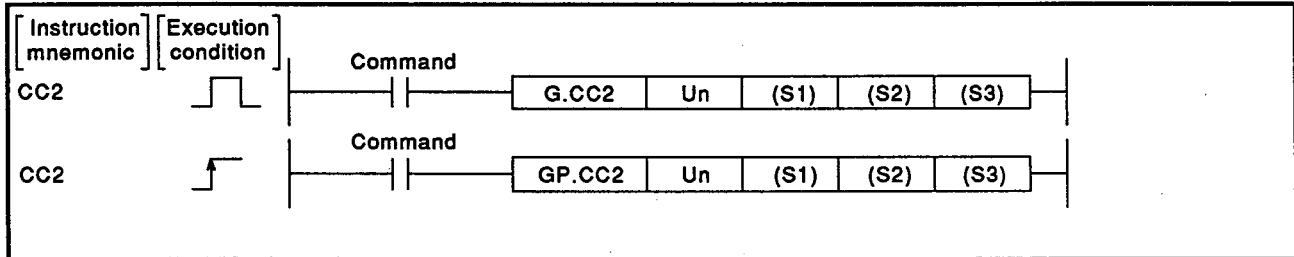 Instruction mnemonic Execution condition
Command
CC2 G.CC2 Un (S1) (S2) (S3)
Command
CC2 GP.CC2 Un (S1) (S2) (S3)